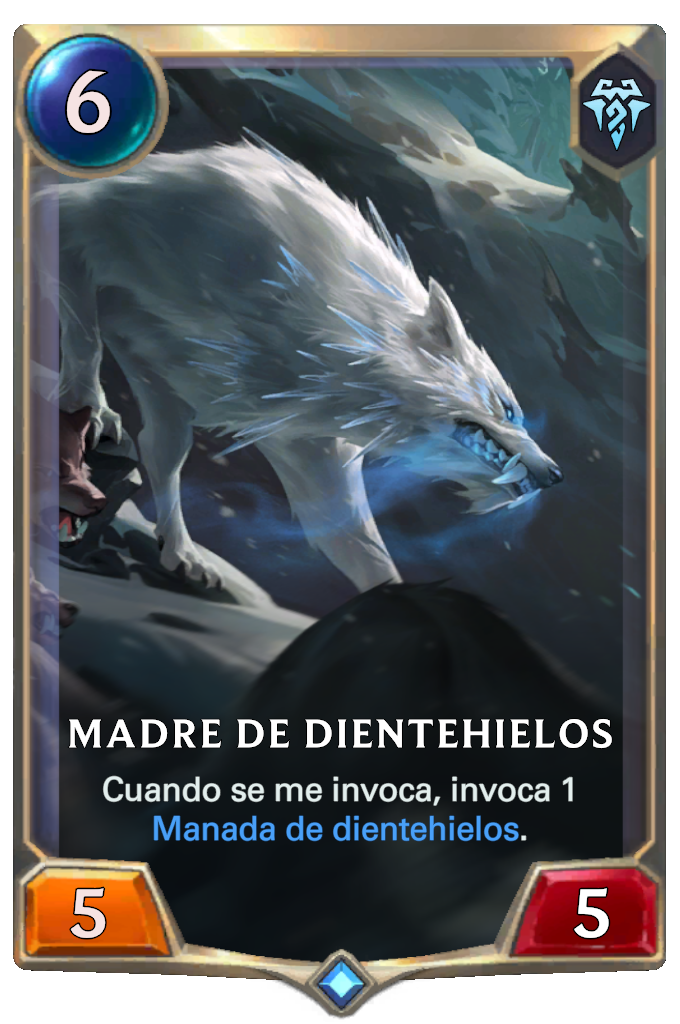 6
MADRE DE DIENTEHIELOS
Cuando se me invoca, invoca 1
Manada de dientehielos.
5 5